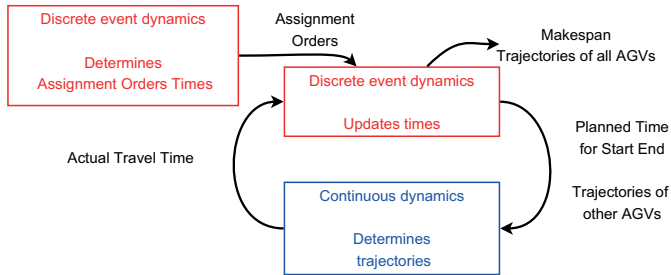 Discrete event dynamics
Determines
Assignment Orders Times
Assignment
Orders
Makespan
Trajectories of all AGVs
Discrete event dynamics
Updates times
Actual Travel Time
Planned Time
for Start End
Trajectories of
other AGVs
Continuous dynamics
Determines
trajectories